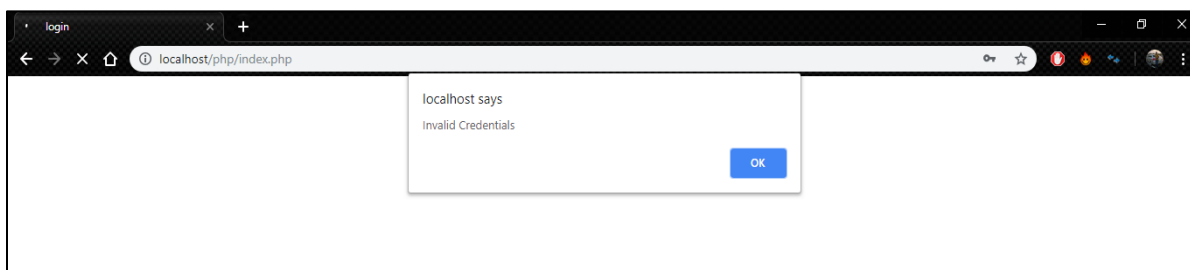 login
localhost/php/index.php
localhost says
Invalid Credentials
OK